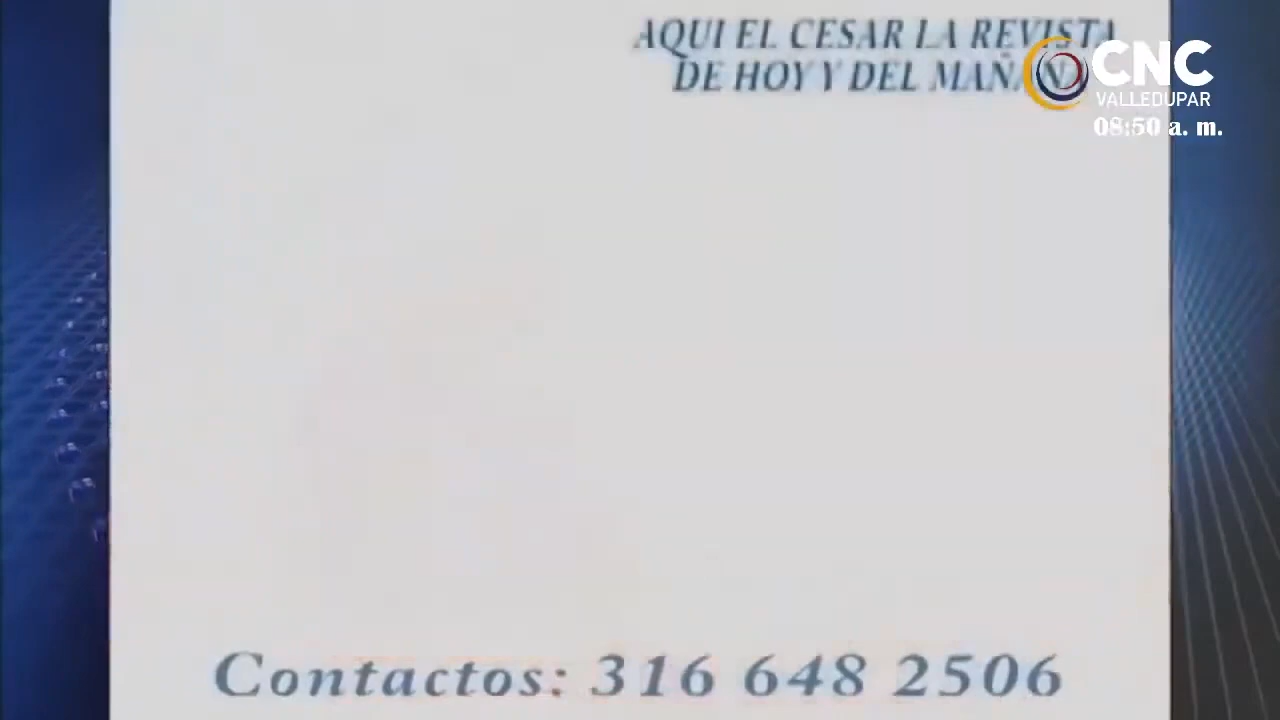 AQUI EL CESAR LA REVISTA
DE HOY Y DEL MAÑANA
CNC
VALLEDUPAR
08:50 a. m.
Contactos: 316 648 2506